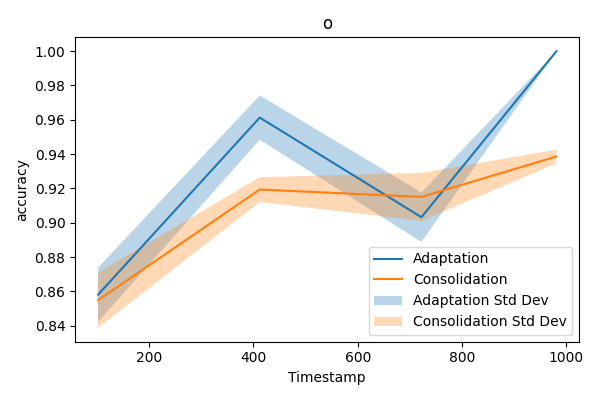 o
1.00
0.98
0.96
0.94
0.92
0.90
0.88
0.86
0.84
accuracy
200
400
600
800
1000
Timestamp
Adaptation
Consolidation
Adaptation Std Dev
Consolidation Std Dev